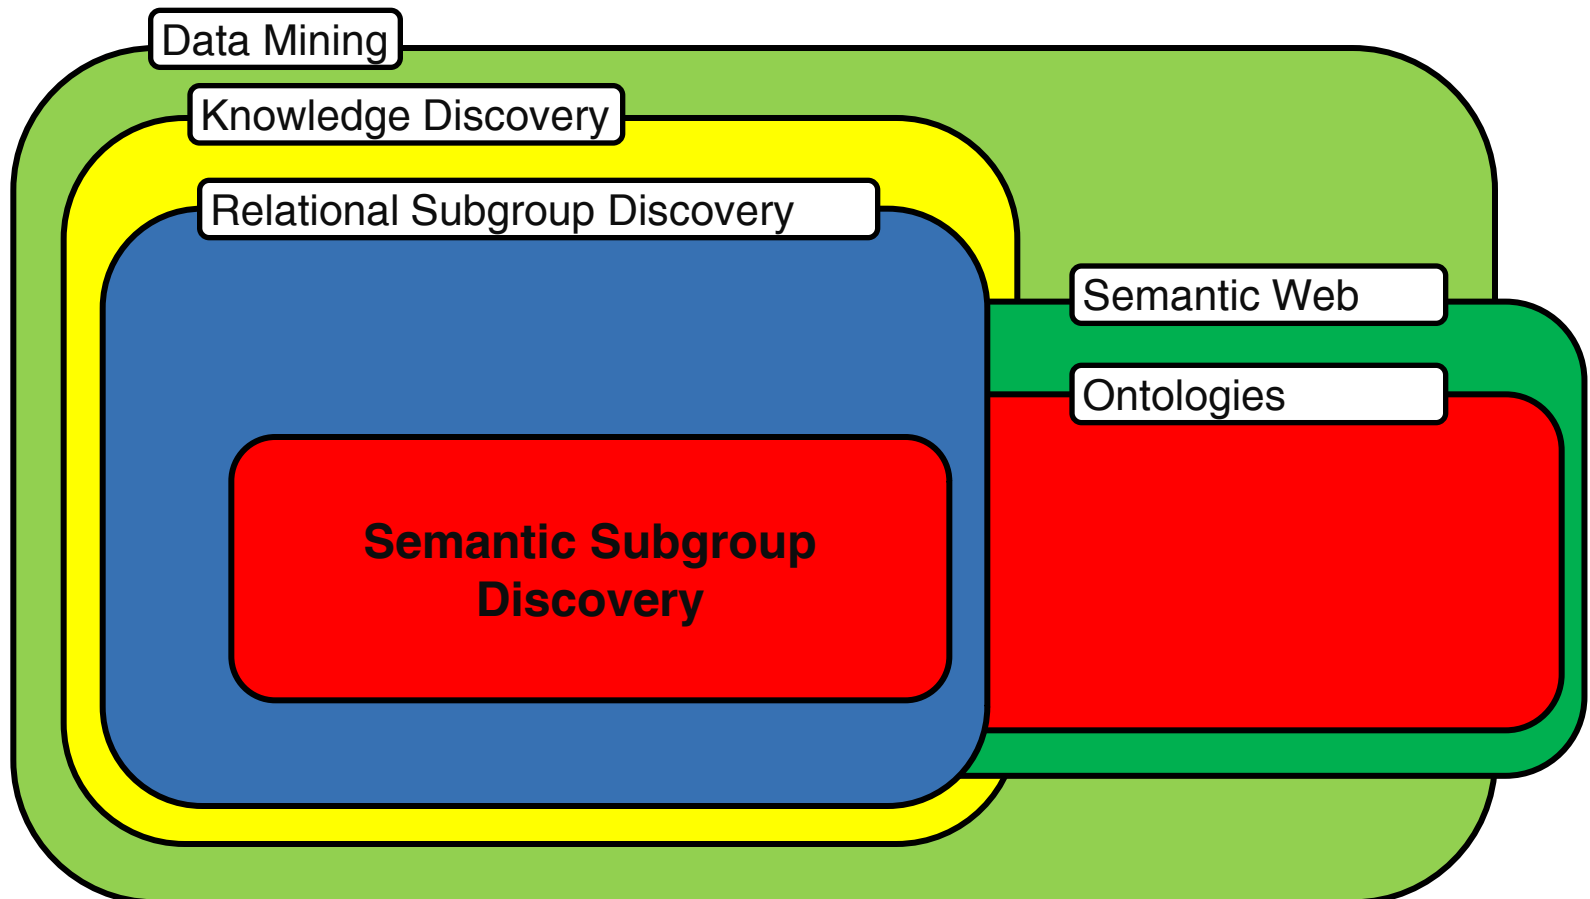 Data Mining
Knowledge Discovery
Relational Subgroup Discovery
Semantic Web
Ontologies
Semantic Subgroup
Discovery